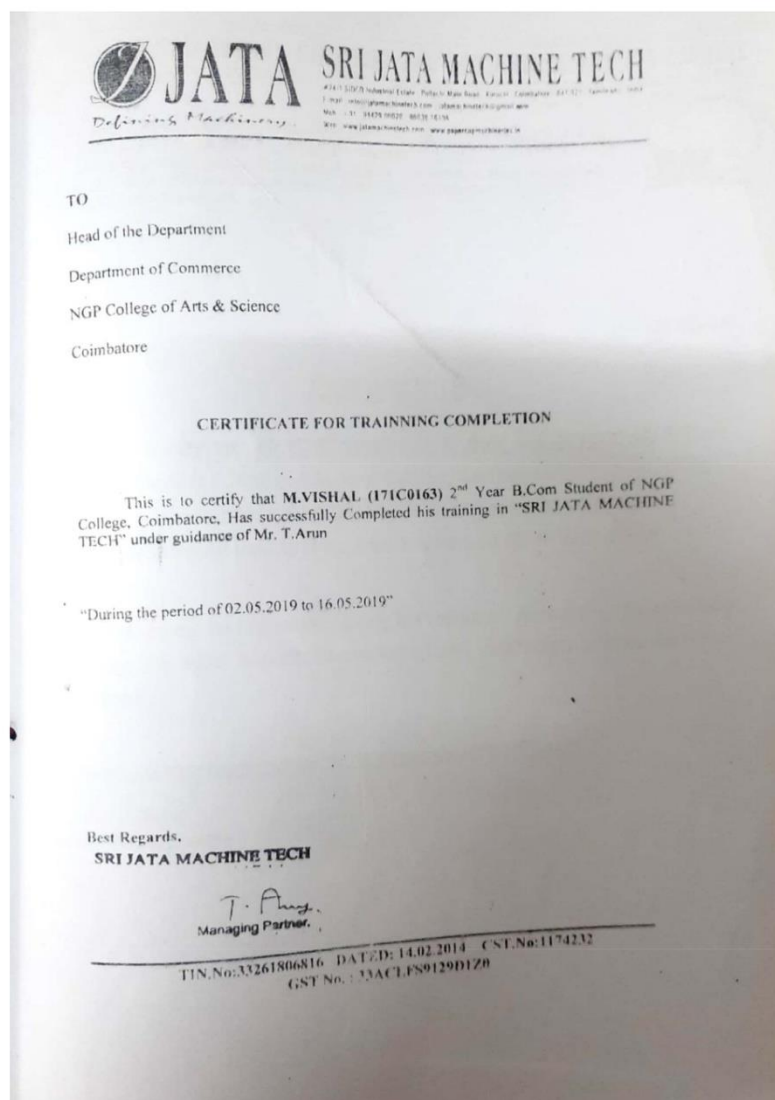 JATA
Defining Machinery..
SRI JATA MACHINE TECH
TO
Head of the Department
Department of Commerce
NGP College of Arts & Science
Coimbatore
CERTIFICATE FOR TRAINNING COMPLETION
This is to certify that M.VISHAL (171C0163) 2nd Year B.Com Student of NGP
College, Coimbatore, Has successfully Completed his training in “SRI JATA MACHINE
TECH” under guidance of Mr. T.Arun
“During the period of 02.05.2019 to 16.05.2019”
Best Regards,
SRI JATA MACHINE TECH
Managing Partner.
TIN.No:33261806816 DATED: 14.02.2014 CST.No:1174232
GST No. :